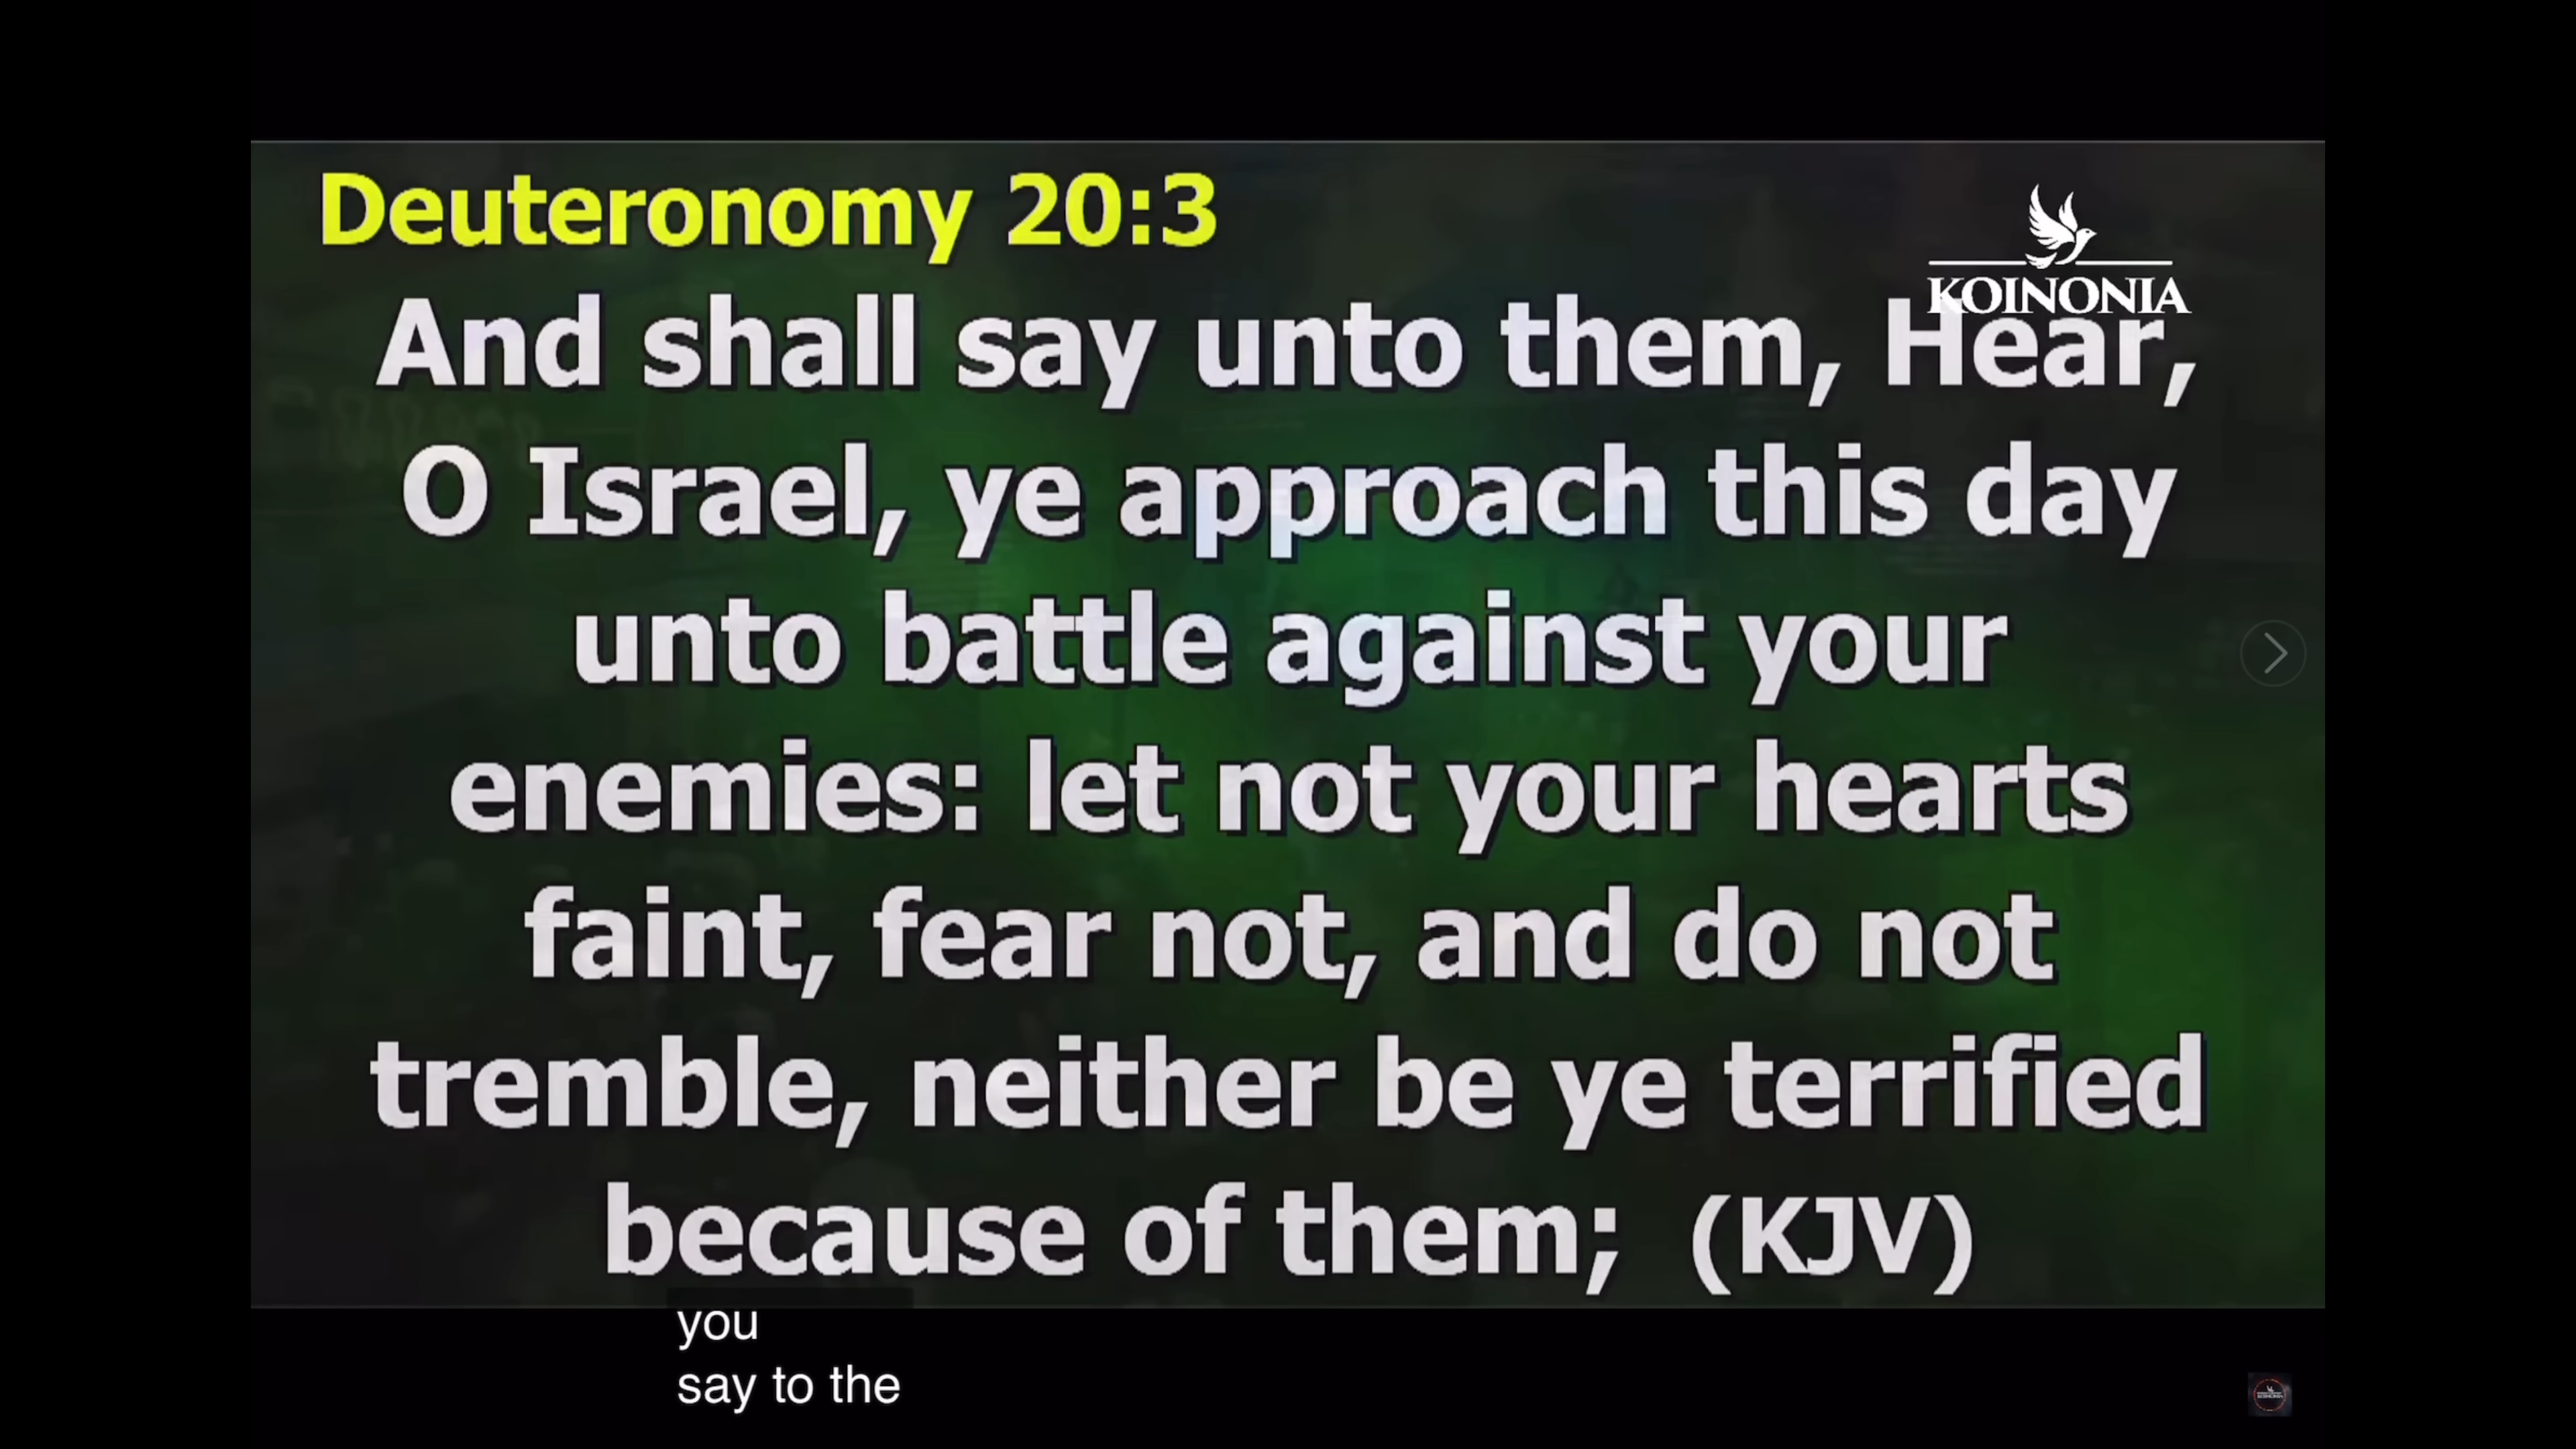 Deuteronomy 20:3
KOINONIA
And shall say unto them, Hear,
O Israel, ye approach this day
unto battle against your
enemies: let not your hearts
faint, fear not, and do not
tremble, neither be ye terrified
because of them; (KJV)
you
say to the